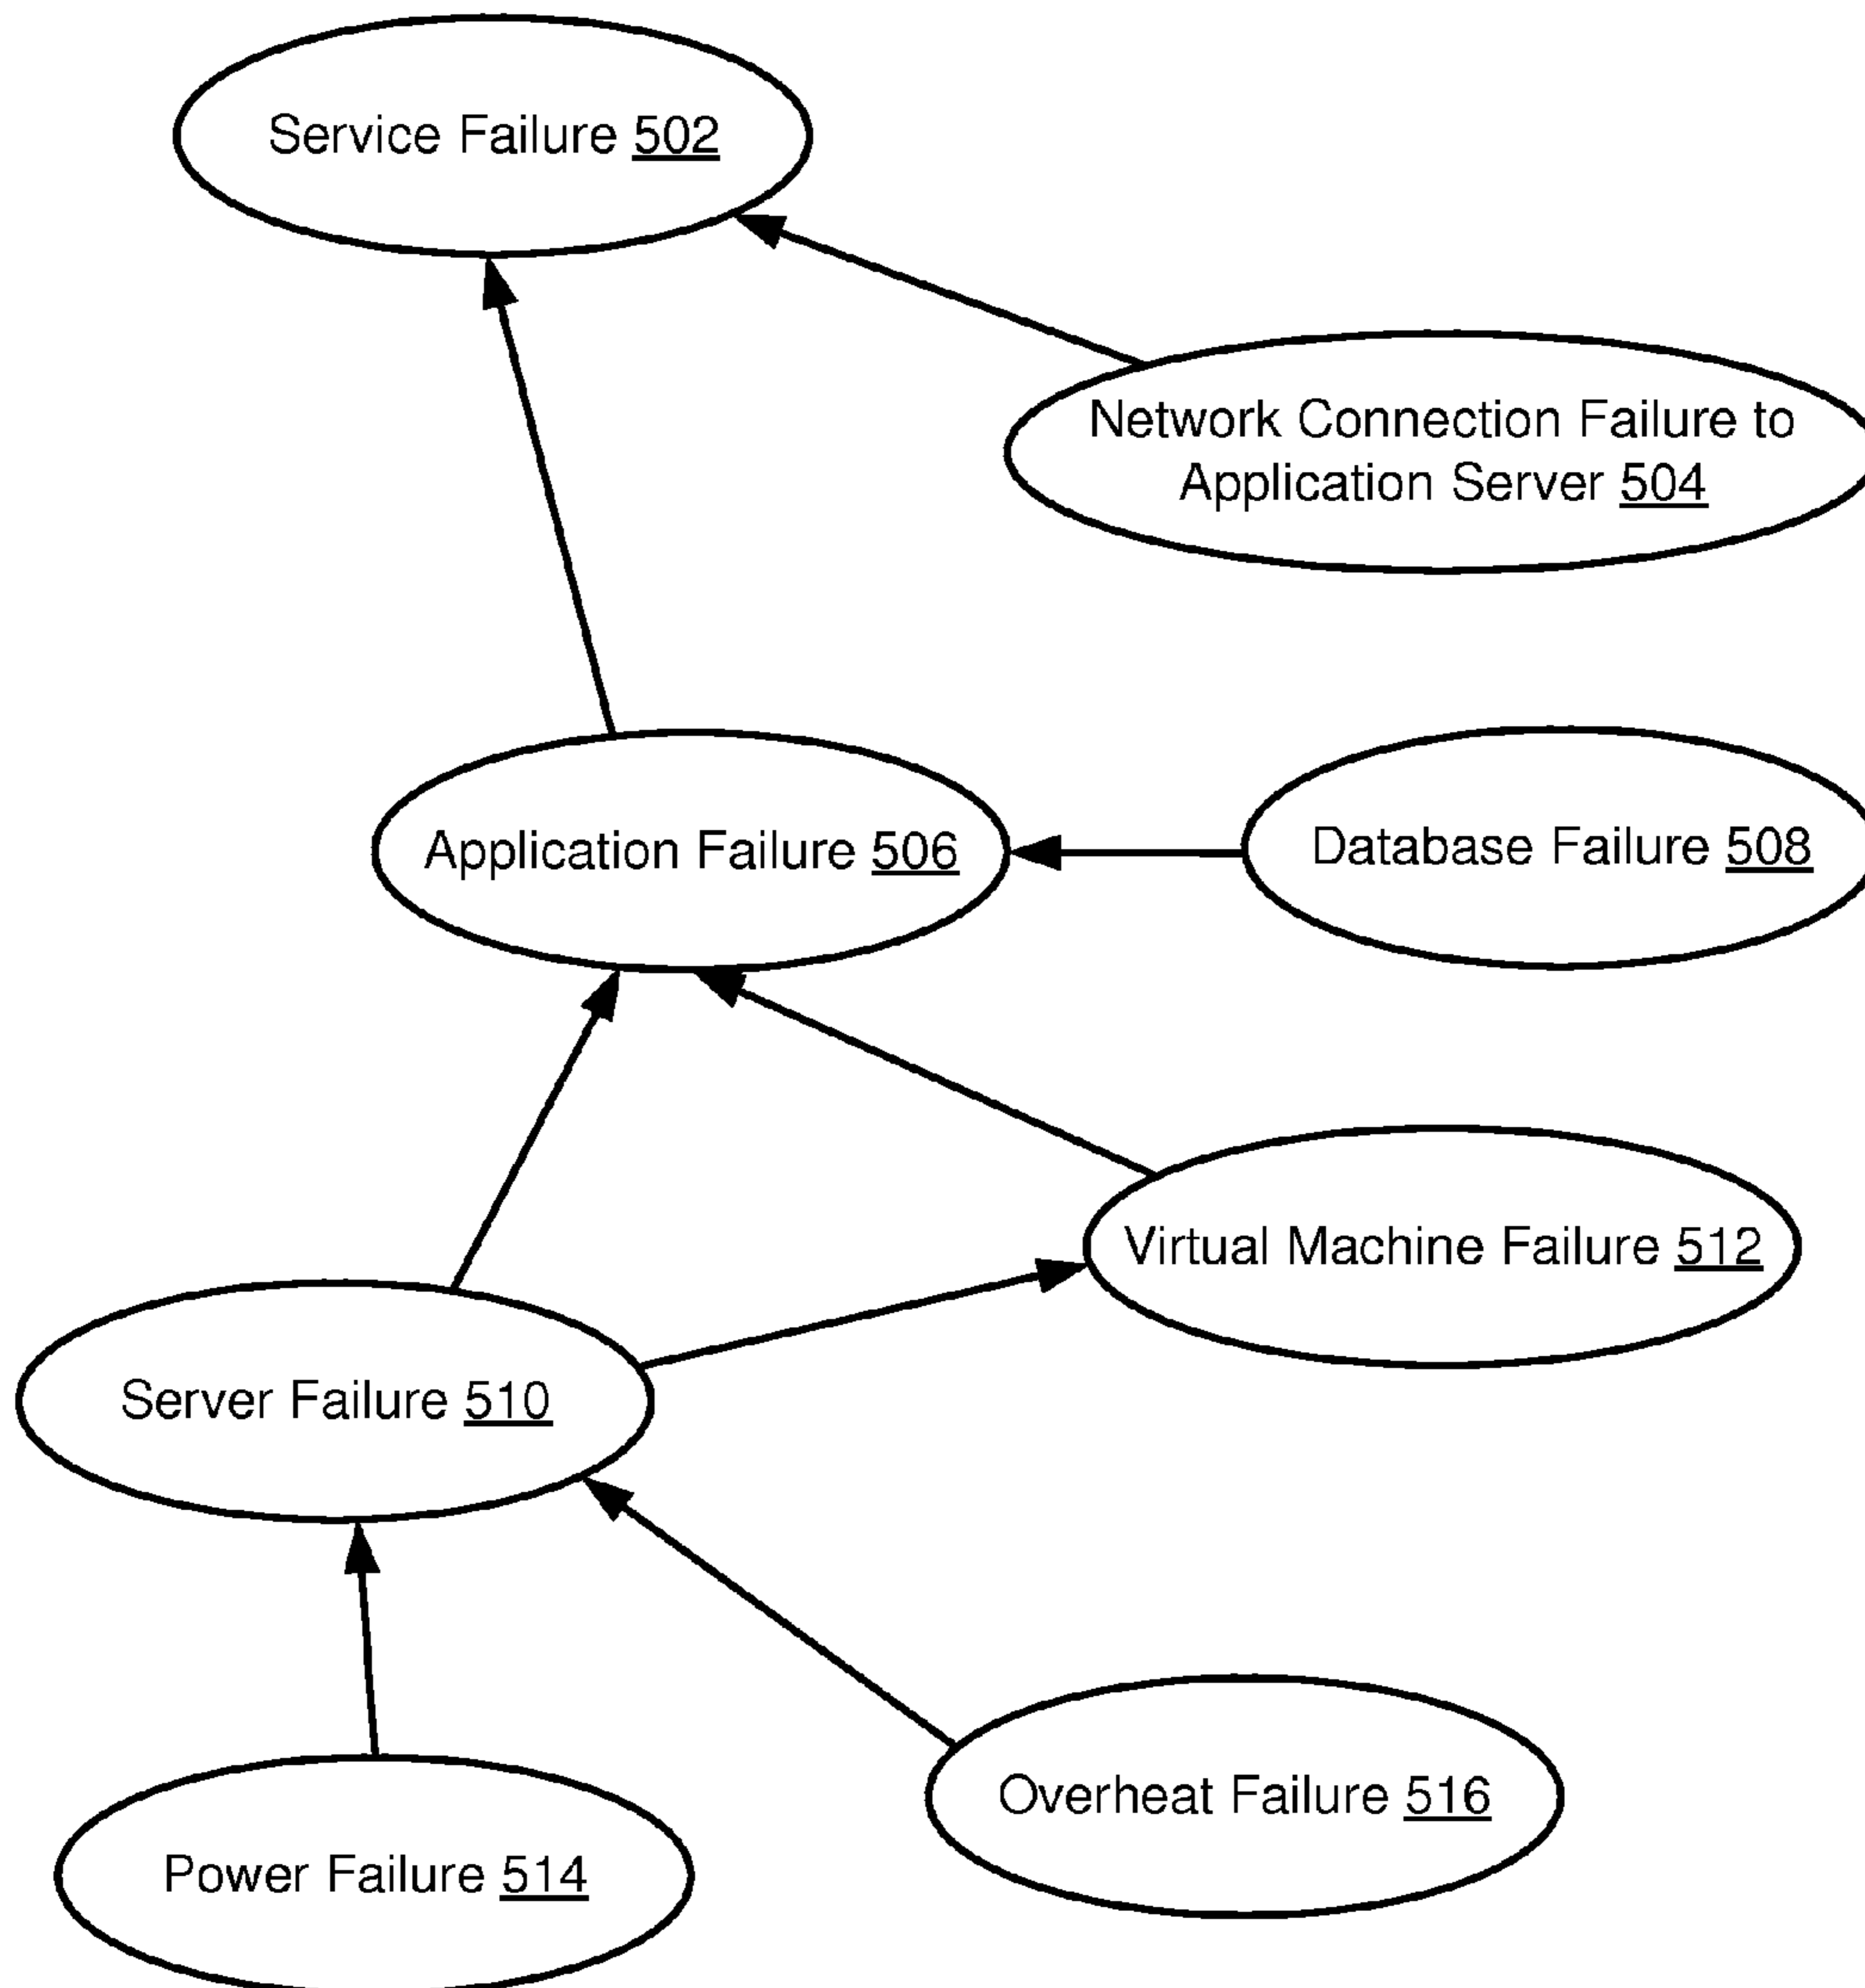 Service Failure 502
Network Connection Failure to
Application Server 504
Application Failure 506
Database Failure 508
Virtual Machine Failure 512
Server Failure 510
Overheat Failure 516
Power Failure 514